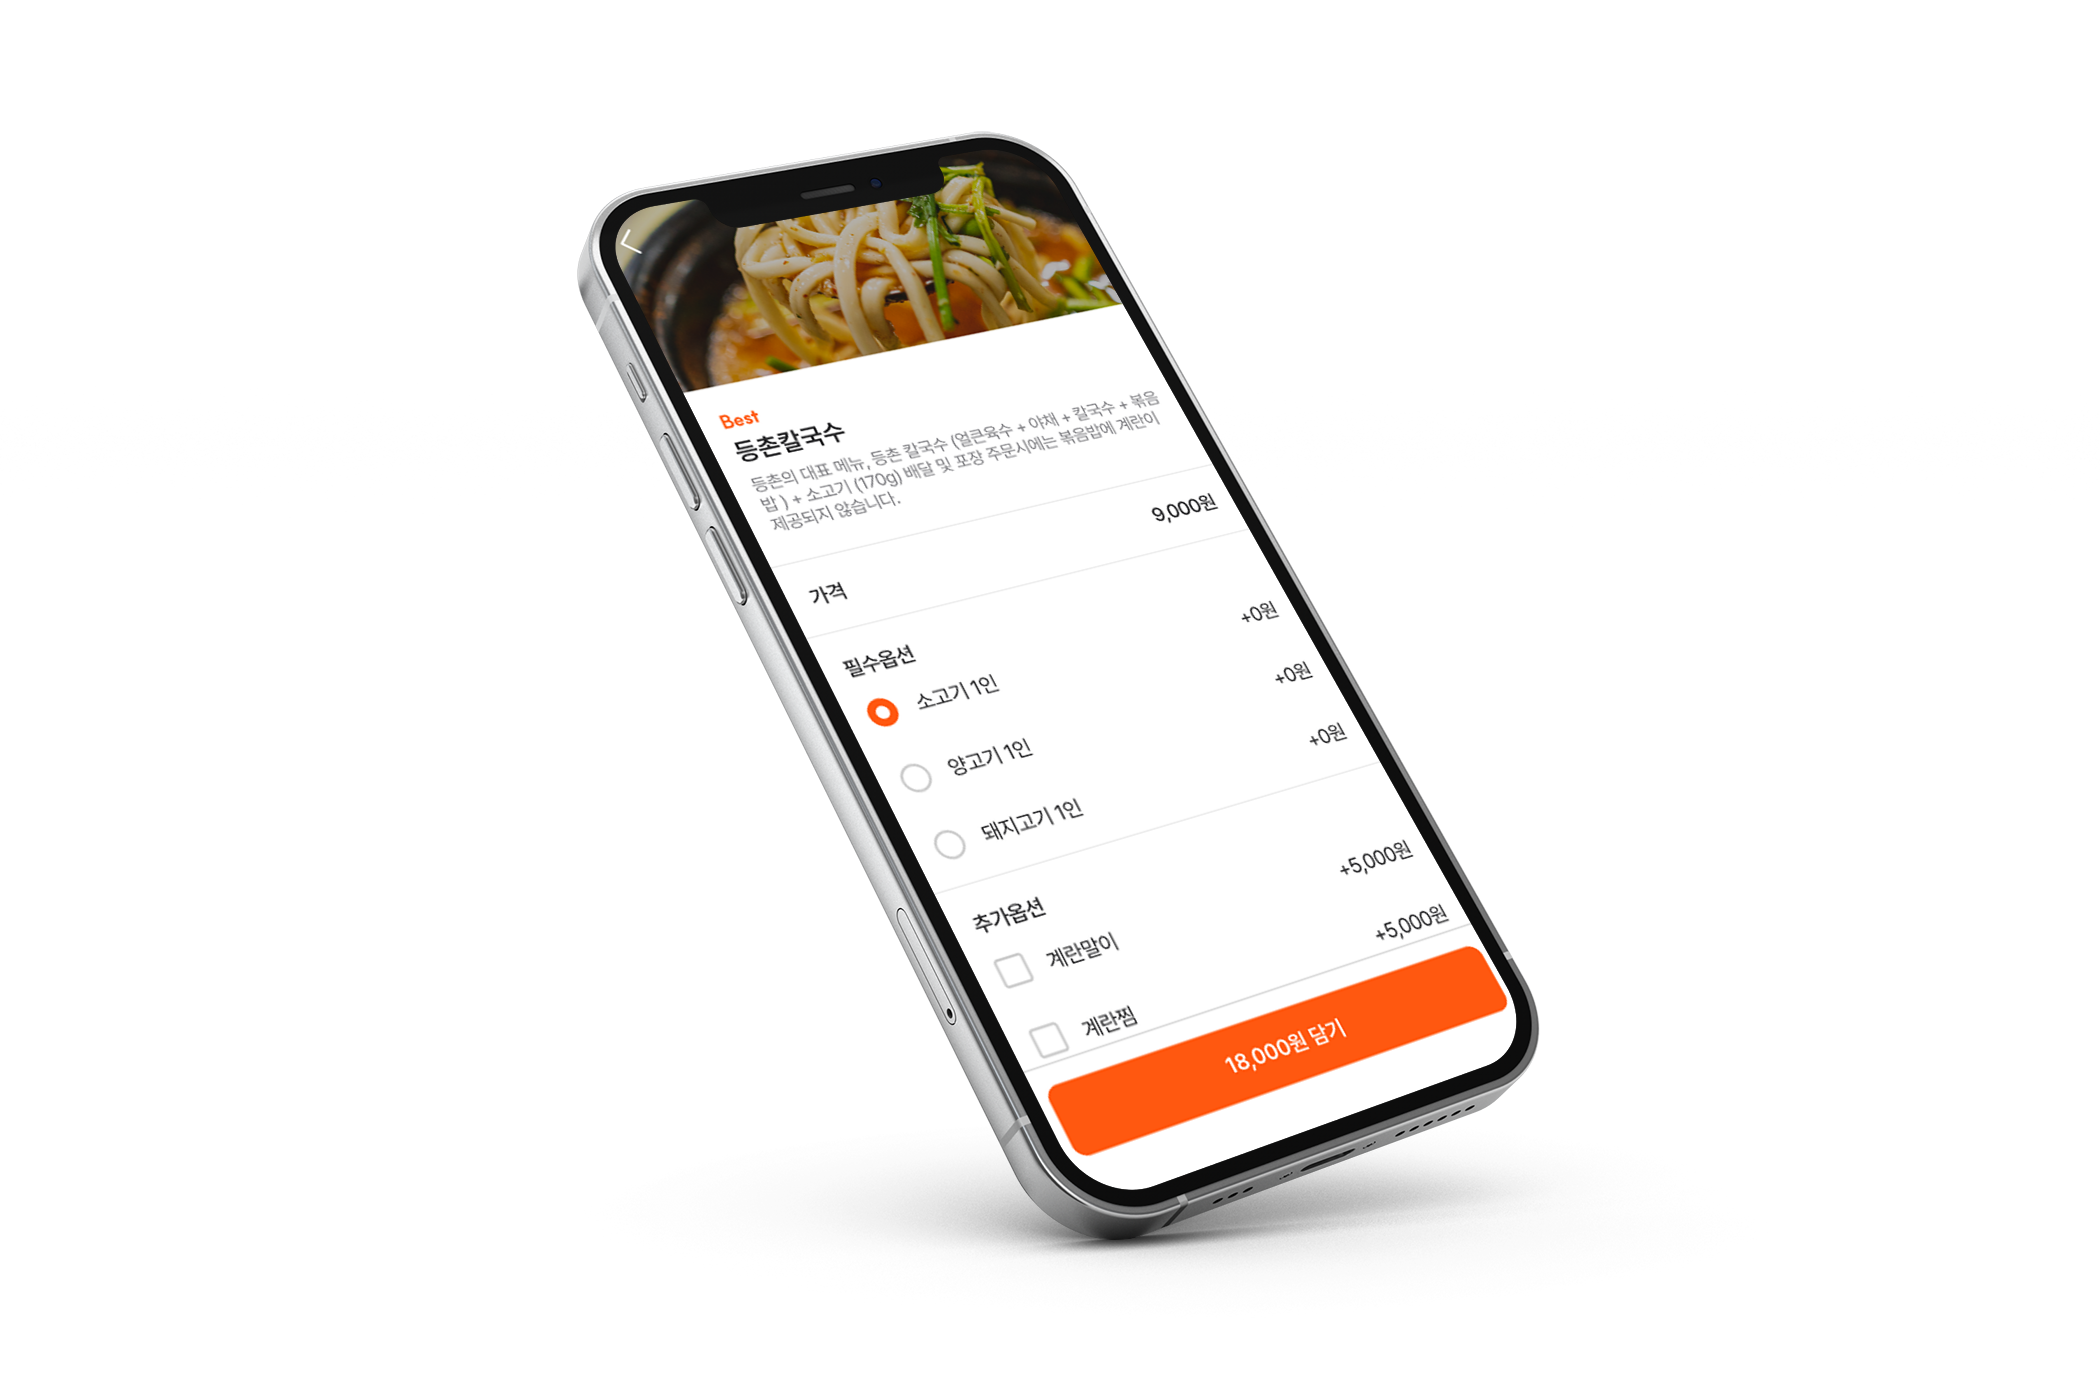 Best
등촌칼국수
등촌의 대표 메뉴, 등촌 칼국수 (얼큰육수 + 야채 + 칼국수 + 볶음
밥 ) + 소고기 (170g) 배달 및 포장 주문시에는 볶음밥에 계란이
제공되지 않습니다.
가격 9,000원
필수옵션
소고기 1인 +0원
양고기 1인 +0원
돼지고기 1인 +0원
추가옵션
계란말이 +5,000원
계란찜 +5,000원
18,000원 담기